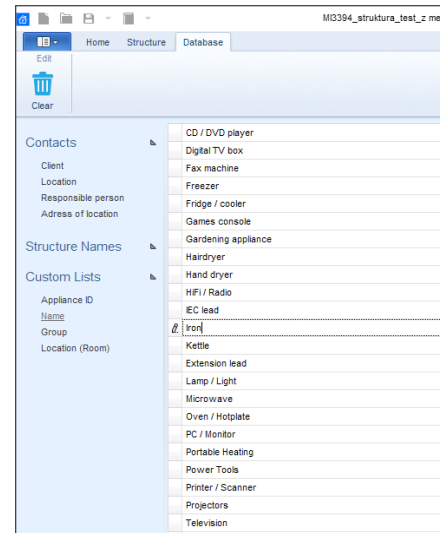 MI3394_struktura_test_z me
Home Structure Database
Edit
Clear
Contacts
Client
Location
Responsible person
Adress of location
Structure Names
Custom Lists
Appliance ID
Name
Group
Location (Room)
CD / DVD player
Digital TV box
Fax machine
Freezer
Fridge / cooler
Games console
Gardening appliance
Hairdryer
Hand dryer
HiFi / Radio
IEC lead
Iron
Kettle
Extension lead
Lamp / Light
Microwave
Oven / Hotplate
PC / Monitor
Portable Heating
Power Tools
Printer / Scanner
Projectors
Television